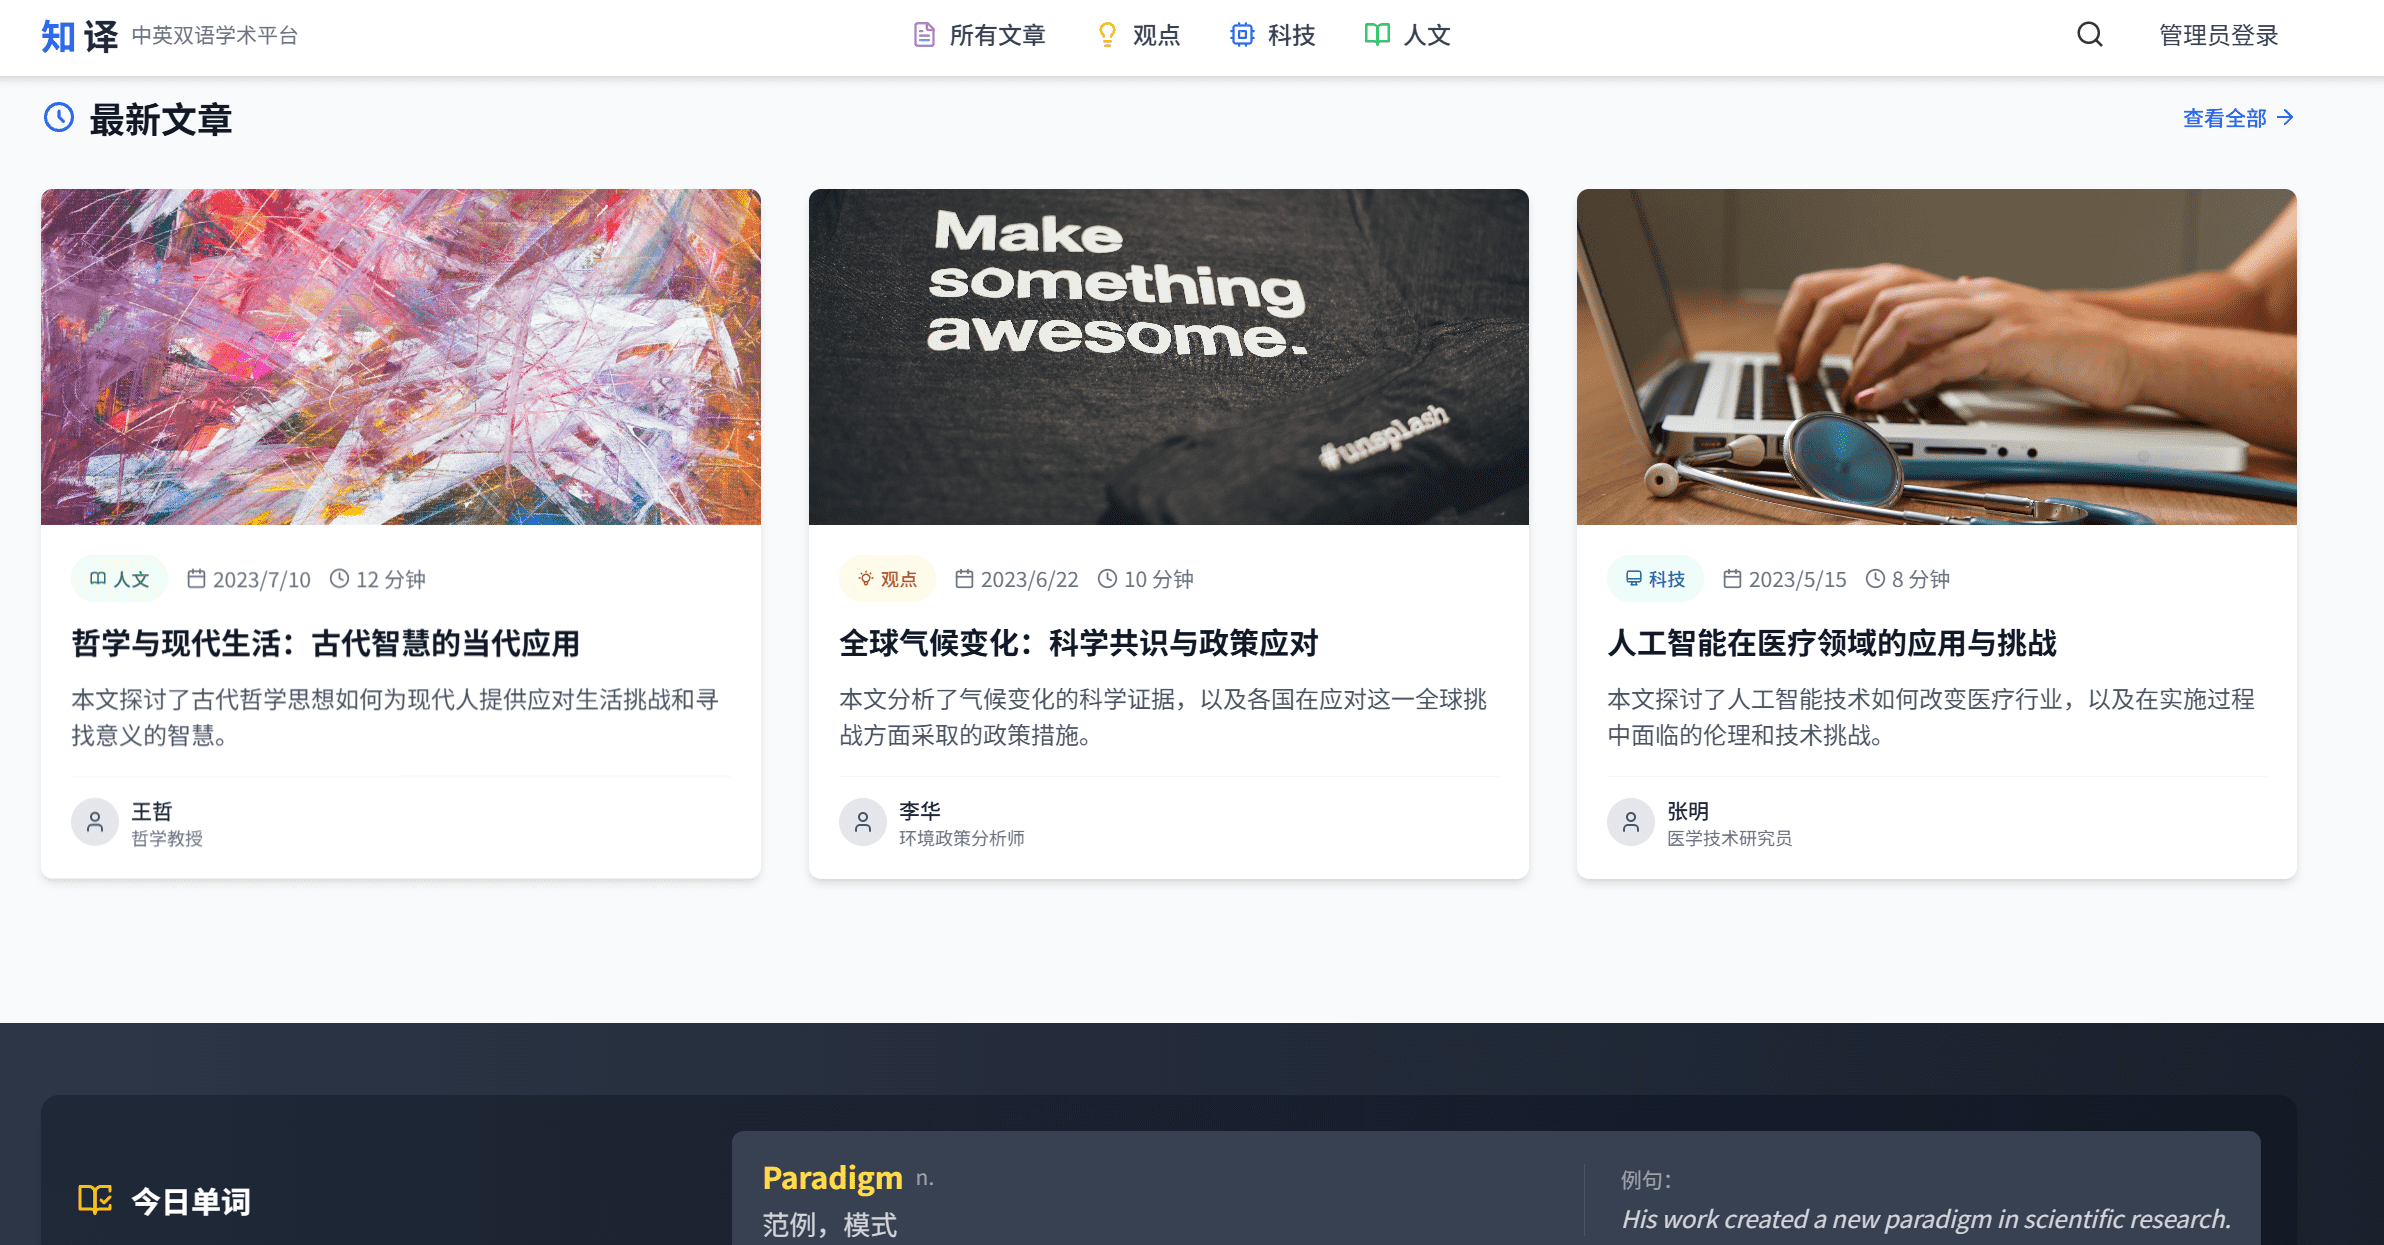 知译 中英双语学术平台 所有文章 观点 科技 人文 管理员登录
最新文章 查看全部
Make
something
awesome.
#unsplash
人文 2023/7/10 12 分钟
哲学与现代生活：古代智慧的当代应用
本文探讨了古代哲学思想如何为现代人提供应对生活挑战和寻
找意义的智慧。
王哲
哲学教授
观点 2023/6/22 10 分钟
全球气候变化：科学共识与政策应对
本文分析了气候变化的科学证据，以及各国在应对这一全球挑
战方面采取的政策措施。
李华
环境政策分析师
科技 2023/5/15 8 分钟
人工智能在医疗领域的应用与挑战
本文探讨了人工智能技术如何改变医疗行业，以及在实施过程
中面临的伦理和技术挑战。
张明
医学技术研究员
今日单词
Paradigm n.
范例，模式
例句：
His work created a new paradigm in scientific research.